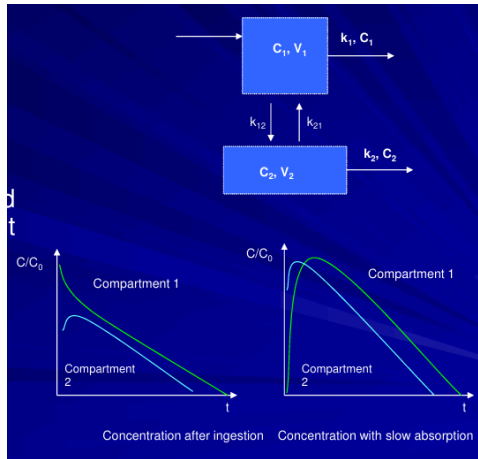 C1, V1
k1, C1
k12
k21
C2, V2
k2, C2
d
t
C/C0
Compartment 1
Compartment
2
t
C/C0
Compartment 1
Compartment
2
t
Concentration after ingestion
Concentration with slow absorption